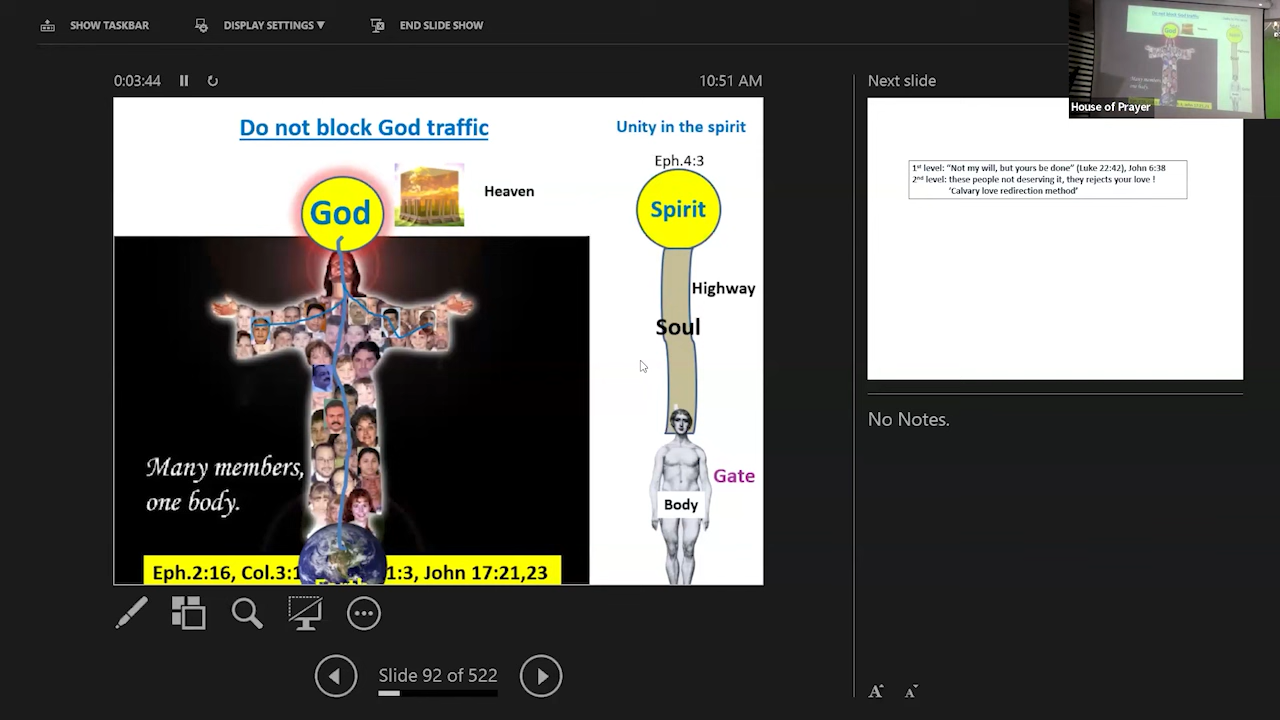 SHOW TASKBAR
DISPLAY SETTINGS ▼
END SLIDE SHOW
0:03:44
10:51 AM
Next slide
House of Prayer
Do not block God traffic
Unity in the spirit
Eph.4:3
God
Heaven
Spirit
Highway
Soul
Many members,
one body.
Gate
Body
Eph.2:16, Col.3:1 1:3, John 17:21,23
1st level: “Not my will, but yours be done” (Luke 22:42), John 6:38
2nd level: these people not deserving it, they rejects your love !
‘Calvary love redirection method’
No Notes.
Slide 92 of 522
A A